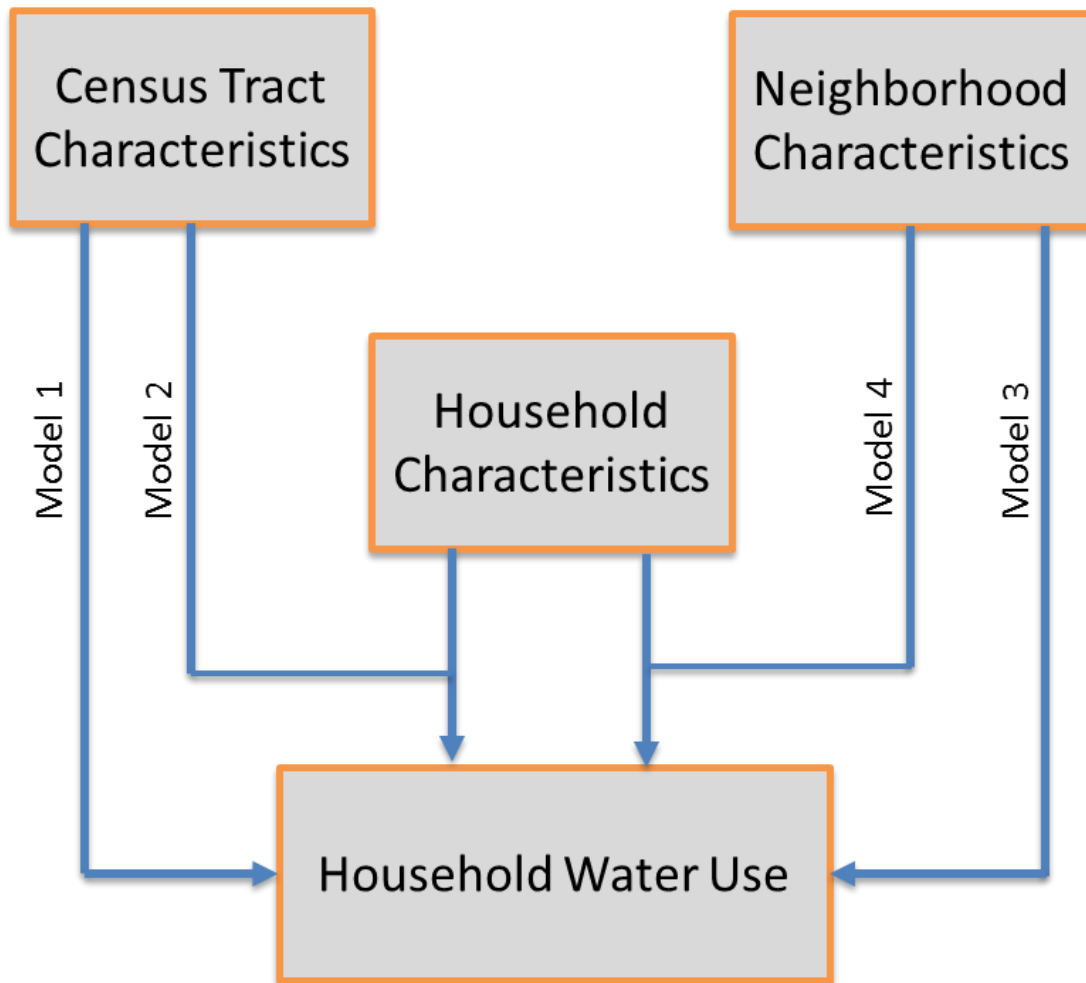 Census Tract
Characteristics
Neighborhood
Characteristics
Household
Characteristics
Model 1
Model 2
Model 4
Model 3
Household Water Use